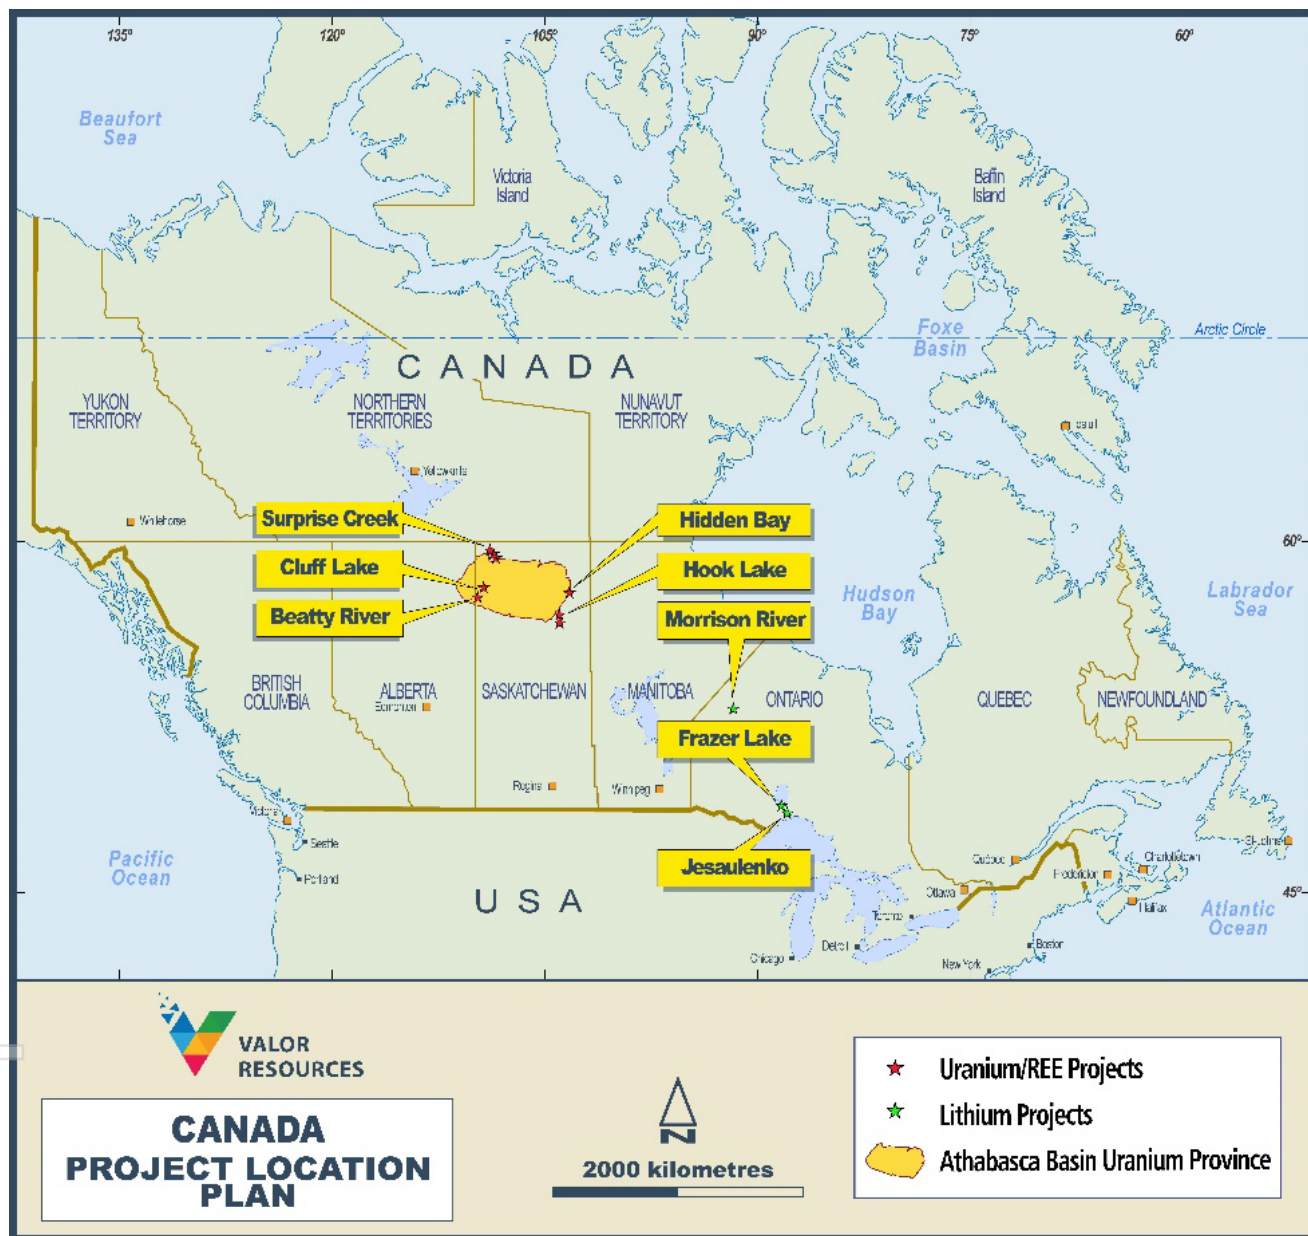 135°
120°
105°
90°
75°
60°
Beaufort
Sea
Victoria
Island
Baffin
Island
Foxe
Basin
Arctic Circle
CANADA
YUKON
TERRITORY
NORTHERN
TERRITORIES
NUNAVUT
TERRITORY
Yellowknife
Whitehorse
Surprise Creek
Hidden Bay
60°
Cluff Lake
Hook Lake
Beatty River
Morrison River
Hudson
Bay
Labrador
Sea
BRITISH
COLUMBIA
ALBERTA
Edmonton
SASKATCHEWAN
MANITOBA
ONTARIO
QUEBEC
NEWFOUNDLAND
Frazer Lake
Regina
Winnipeg
Victoria
Seattle
Portland
Pacific
Ocean
Jesaulenko
USA
Québec
Ottawa
Toronto
Fredericton
Charlottetown
St Johns
Halifax
45°
Atlantic
Ocean
Chicago
Detroit
New York
Boston
VALOR
RESOURCES
CANADA
PROJECT LOCATION
PLAN
N
2000 kilometres
Uranium/REE Projects
Lithium Projects
Athabasca Basin Uranium Province